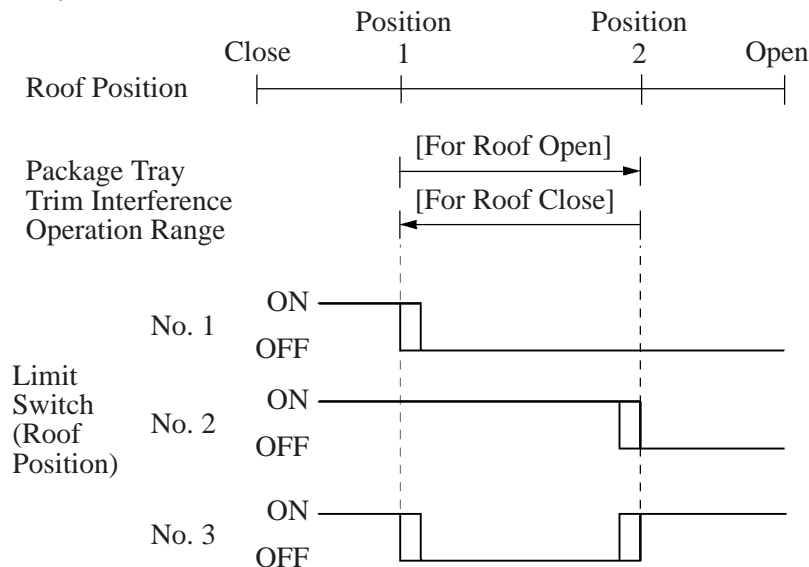 Position
Position
Close
1
2
Open
Roof Position
[For Roof Open]
Package Tray
Trim Interference
Operation Range
[For Roof Close]
ON
No. 1
OFF
Limit
Switch
(Roof
Position)
ON
No. 2
OFF
ON
No. 3
OFF